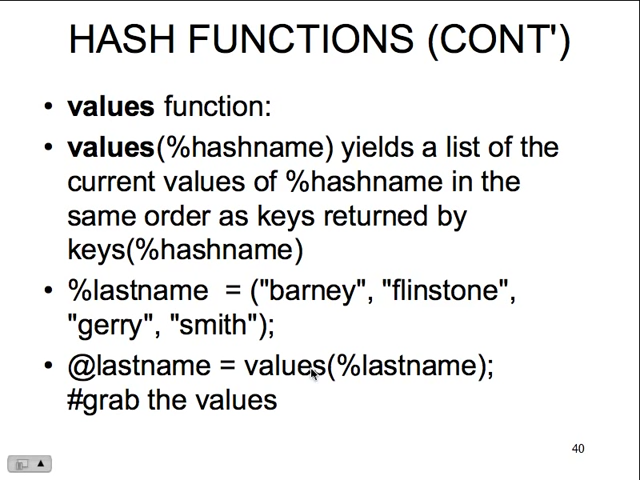 HASH FUNCTIONS (CONT')
• values function:
• values(%hashname) yields a list of the
current values of %hashname in the
same order as keys returned by
keys(%hashname)
• %lastname = ("barney", "flinstone",
"gerry", "smith");
• @lastname = values(%lastname);
#grab the values
40